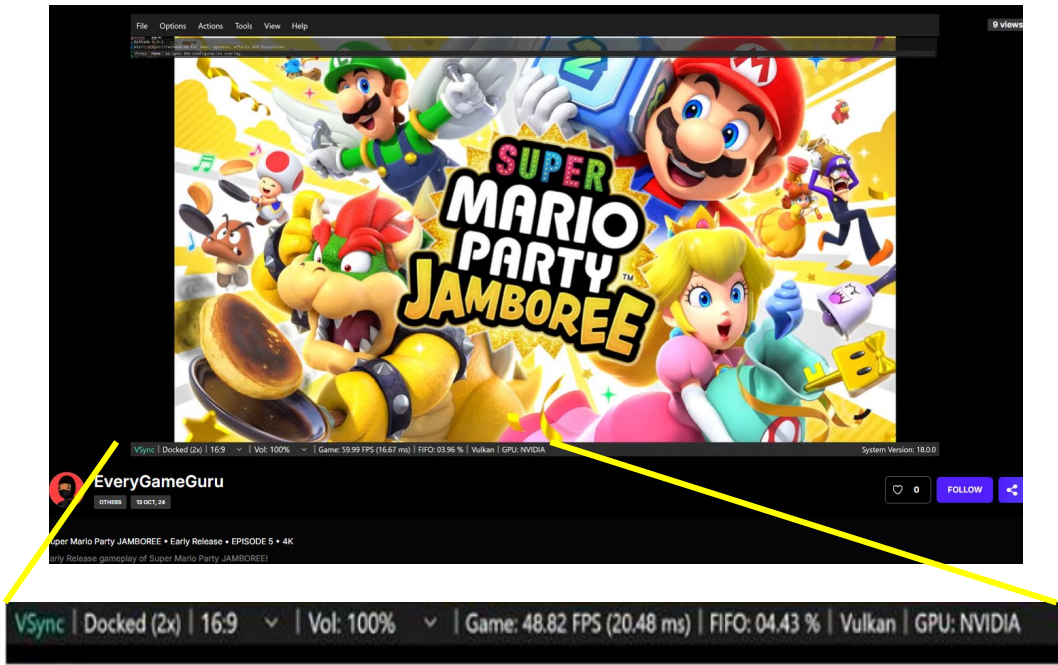 File Options Actions Tools View Help
9 views
SUPER
MARIO
PARTY™
JAMBOREE
VSync | Docked (2x) | 16:9 | Vol: 100% | Game: 59.99 FPS (16.67 ms) | FIFO: 03.96 % | Vulkan | GPU: NVIDIA
System Version: 18.0.0
EveryGameGuru
OTHERS 13 OCT, 24
0 FOLLOW
uper Mario Party JAMBOREE • Early Release • EPISODE 5 • 4K
arly Release gameplay of Super Mario Party JAMBOREE!
VSync | Docked (2x) | 16:9 | Vol: 100% | Game: 48.82 FPS (20.48 ms) | FIFO: 04.43 % | Vulkan | GPU: NVIDIA